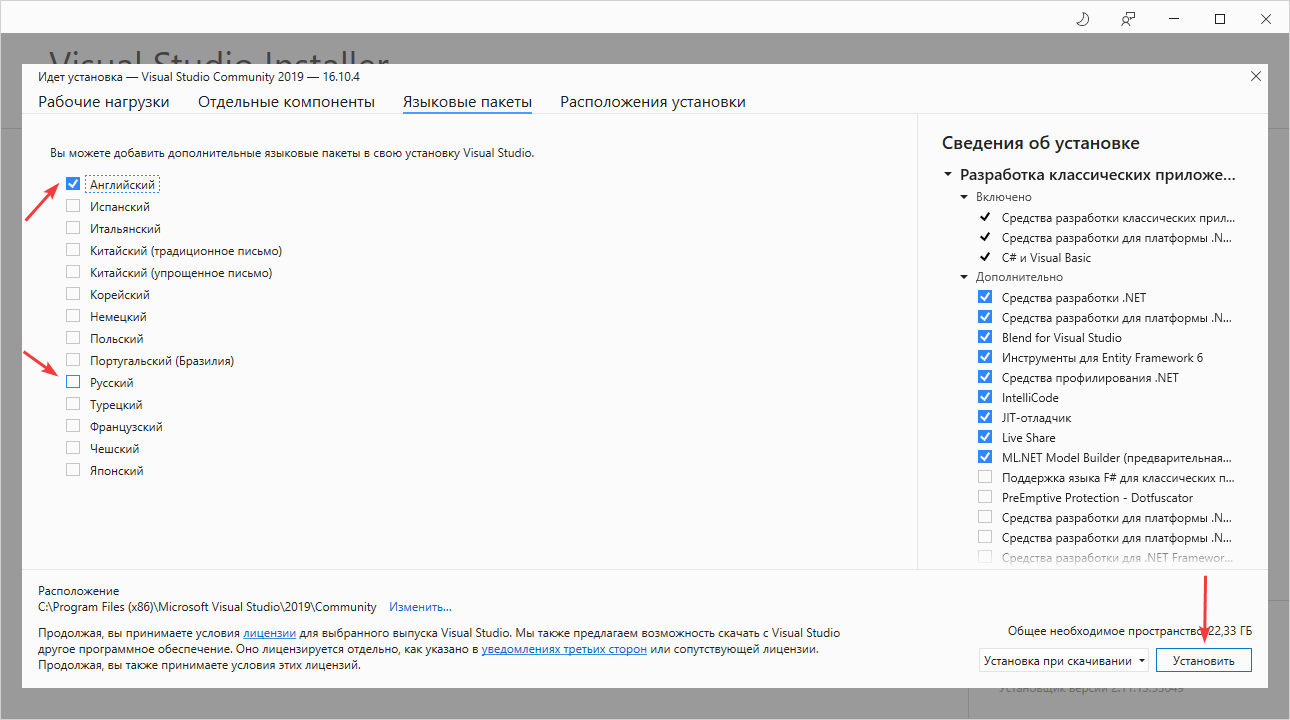 Visual Studio Installer
Идет установка — Visual Studio Community 2019 — 16.10.4
Рабочие нагрузки
Отдельные компоненты
Языковые пакеты
Расположения установки
Вы можете добавить дополнительные языковые пакеты в свою установку Visual Studio.
Английский
Испанский
Итальянский
Китайский (традиционное письмо)
Китайский (упрощенное письмо)
Корейский
Немецкий
Польский
Португальский (Бразилия)
Русский
Турецкий
Французский
Чешский
Японский
Сведения об установке
Разработка классических приложе...
Включено
Средства разработки классических прил...
Средства разработки для платформы .N...
C# и Visual Basic
Дополнительно
Средства разработки .NET
Средства разработки для платформы .N...
Blend for Visual Studio
Инструменты для Entity Framework 6
Средства профилирования .NET
IntelliCode
JIT-отладчик
Live Share
ML.NET Model Builder (предварительная...
Поддержка языка F# для классических п...
PreEmptive Protection - Dotfuscator
Средства разработки для платформы .N...
Средства разработки для платформы .N...
Средства разработки для .NET Framewor...
Расположение
C:\Program Files (x86)\Microsoft Visual Studio\2019\Community Изменить...
Продолжая, вы принимаете условия лицензии для выбранного выпуска Visual Studio. Мы также предлагаем возможность скачать с Visual Studio
другое программное обеспечение. Оно лицензируется отдельно, как указано в уведомлениях третьих сторон или сопутствующей лицензии.
Продолжая, вы также принимаете условия этих лицензий.
Общее необходимое пространство 22,33 ГБ
Установка при скачивании
Установить
Установщик версии